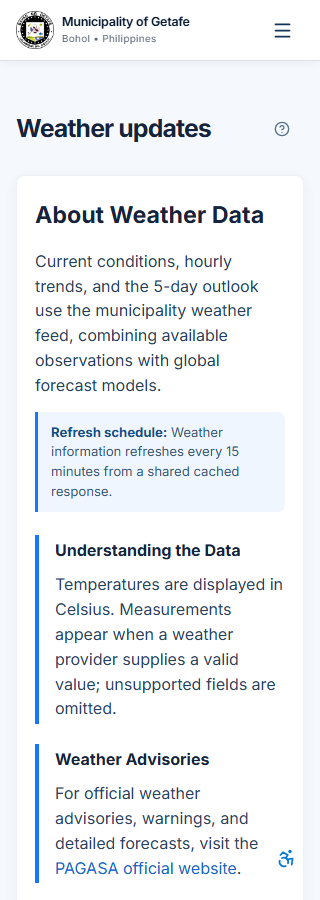 Municipality of Getafe
Bohol • Philippines
Weather updates
About Weather Data
Current conditions, hourly
trends, and the 5-day outlook
use the municipality weather
feed, combining available
observations with global
forecast models.
Refresh schedule: Weather
information refreshes every 15
minutes from a shared cached
response.
Understanding the Data
Temperatures are displayed in
Celsius. Measurements
appear when a weather
provider supplies a valid
value; unsupported fields are
omitted.
Weather Advisories
For official weather
advisories, warnings, and
detailed forecasts, visit the
PAGASA official website.